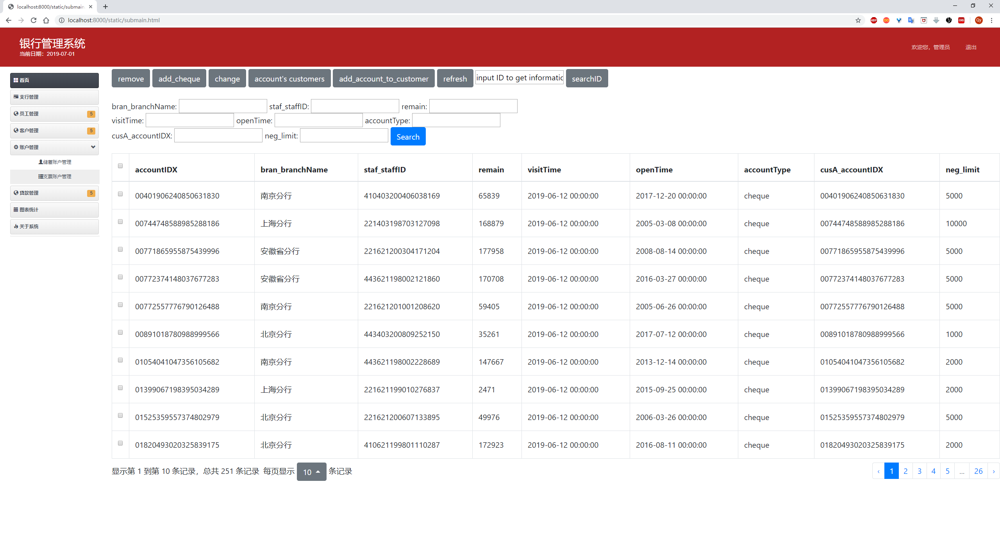 localhost:8000/static/submain
localhost:8000/static/submain.html
银行管理系统
当前日期：2019-07-01
欢迎您，管理员 退出
首页
支行管理
员工管理 5
客户管理 5
账户管理
储蓄账户管理
支票账户管理
贷款管理 5
图表统计
关于系统
remove add_cheque change account's customers add_account_to_customer refresh input ID to get informatic searchID
bran_branchName: staf_staffID: remain:
visitTime: openTime: accountType:
cusA_accountIDX: neg_limit: Search
accountIDX bran_branchName staf_staffID remain visitTime openTime accountType cusA_accountIDX neg_limit
00401906240850631830 南京分行 410403200406038169 65839 2019-06-12 00:00:00 2017-12-20 00:00:00 cheque 00401906240850631830 5000
00744748588985288186 上海分行 221403198703127098 168879 2019-06-12 00:00:00 2005-03-08 00:00:00 cheque 00744748588985288186 10000
00771865955875439996 安徽省分行 221621200304171204 177958 2019-06-12 00:00:00 2008-08-14 00:00:00 cheque 00771865955875439996 5000
00772374148037677283 安徽省分行 443621198002121860 170708 2019-06-12 00:00:00 2016-03-27 00:00:00 cheque 00772374148037677283 5000
00772557776790126488 南京分行 221621201001208620 59405 2019-06-12 00:00:00 2005-06-26 00:00:00 cheque 00772557776790126488 5000
00891018780988999566 北京分行 443403200809252150 35261 2019-06-12 00:00:00 2017-07-12 00:00:00 cheque 00891018780988999566 1000
01054041047356105682 南京分行 443621198002228689 147667 2019-06-12 00:00:00 2013-12-14 00:00:00 cheque 01054041047356105682 2000
01399067198395034289 上海分行 221621199010276837 2471 2019-06-12 00:00:00 2015-09-25 00:00:00 cheque 01399067198395034289 2000
01525359557374802979 北京分行 221621200607133895 49976 2019-06-12 00:00:00 2006-03-26 00:00:00 cheque 01525359557374802979 5000
01820493020325839175 北京分行 410621199801110287 172923 2019-06-12 00:00:00 2016-08-11 00:00:00 cheque 01820493020325839175 2000
显示第 1 到第 10 条记录，总共 251 条记录 每页显示 10 条记录 ‹ 1 2 3 4 5 ... 26 ›